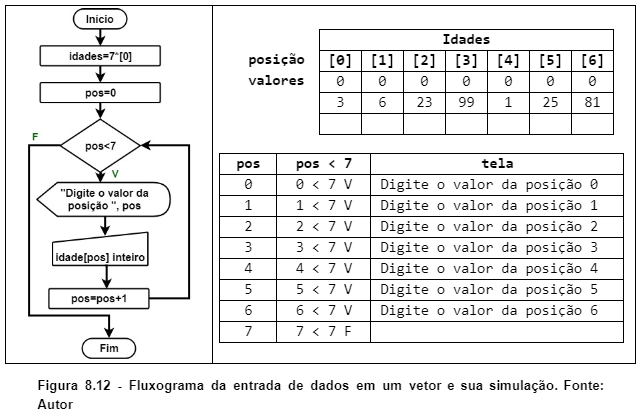 Início
idades=7*[0]
pos=0
F
pos<7
V
"Digite o valor da
posição ", pos
idade[pos] inteiro
pos=pos+1
Fim
Idades
posição [0] [1] [2] [3] [4] [5] [6]
valores 0 0 0 0 0 0 0
3 6 23 99 1 25 81
pos pos < 7 tela
0 0 < 7 V Digite o valor da posição 0
1 1 < 7 V Digite o valor da posição 1
2 2 < 7 V Digite o valor da posição 2
3 3 < 7 V Digite o valor da posição 3
4 4 < 7 V Digite o valor da posição 4
5 5 < 7 V Digite o valor da posição 5
6 6 < 7 V Digite o valor da posição 6
7 7 < 7 F
Figura 8.12 - Fluxograma da entrada de dados em um vetor e sua simulação. Fonte:
Autor